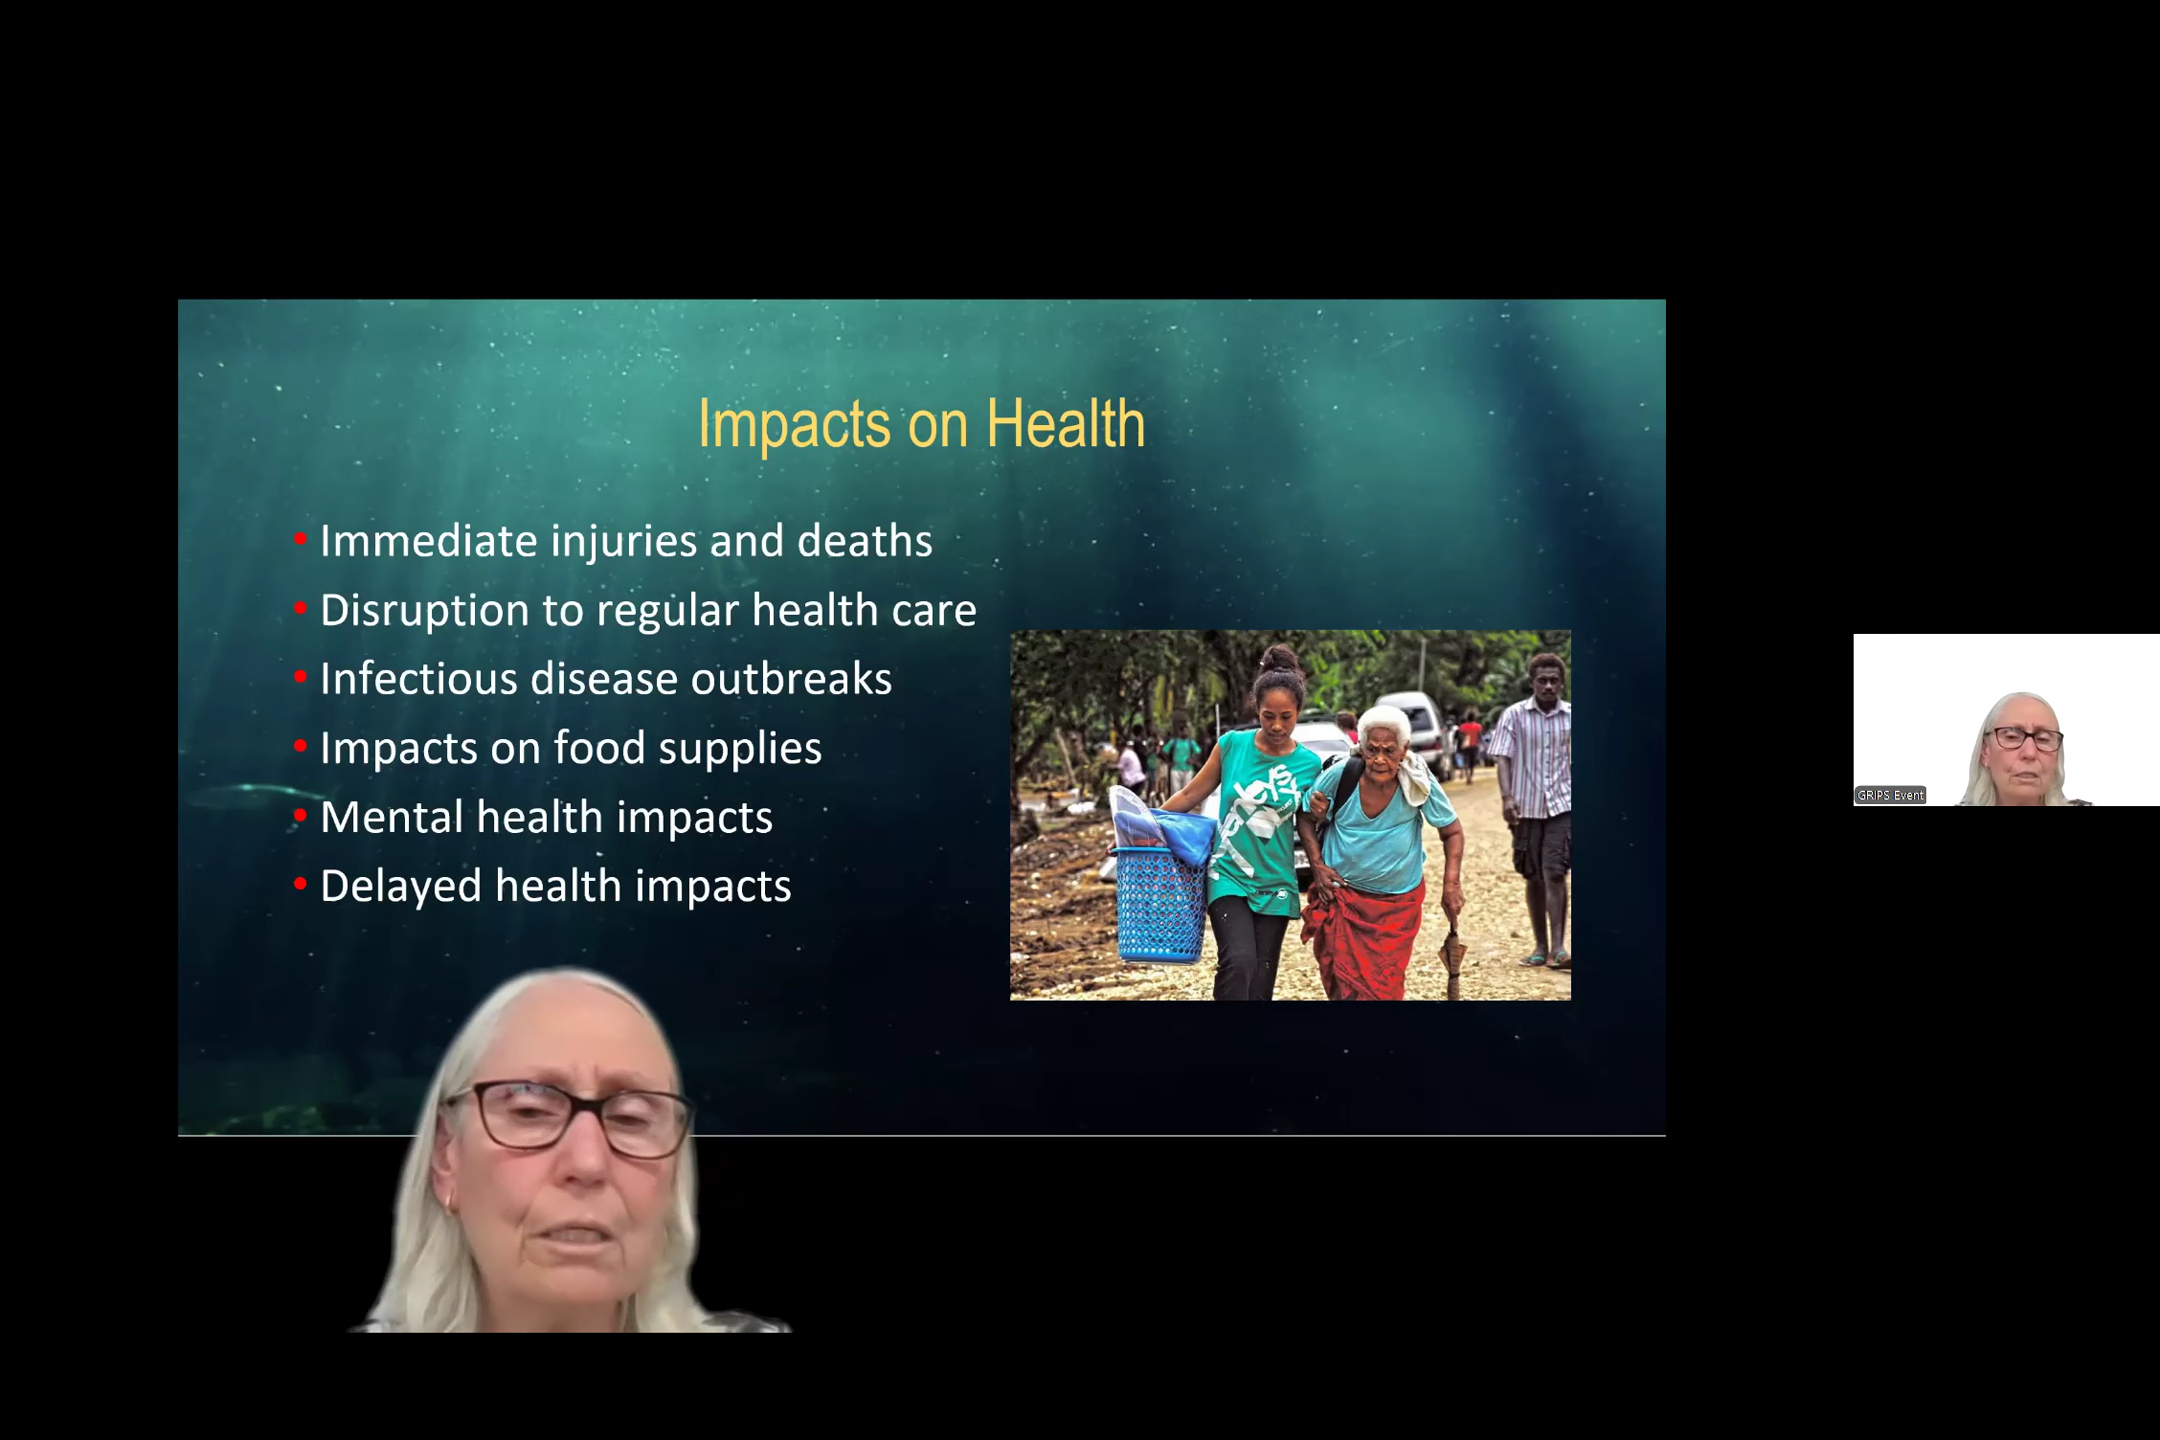 Impacts on Health
• Immediate injuries and deaths
• Disruption to regular health care
• Infectious disease outbreaks
• Impacts on food supplies
• Mental health impacts
• Delayed health impacts
GRIPS Event